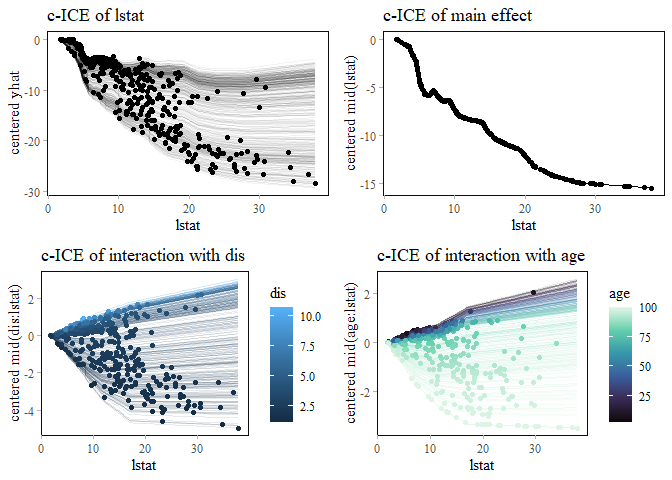 c-ICE of lstat
centered yhat
0
-10
-20
-30
0 10 20 30
lstat
c-ICE of main effect
centered mid(lstat)
0
-5
-10
-15
0 10 20 30
lstat
c-ICE of interaction with dis
centered mid(dis:lstat)
2
0
-2
-4
0 10 20 30
lstat
dis
10.0
7.5
5.0
2.5
c-ICE of interaction with age
centered mid(age:lstat)
2
0
-2
0 10 20 30
lstat
age
100
75
50
25